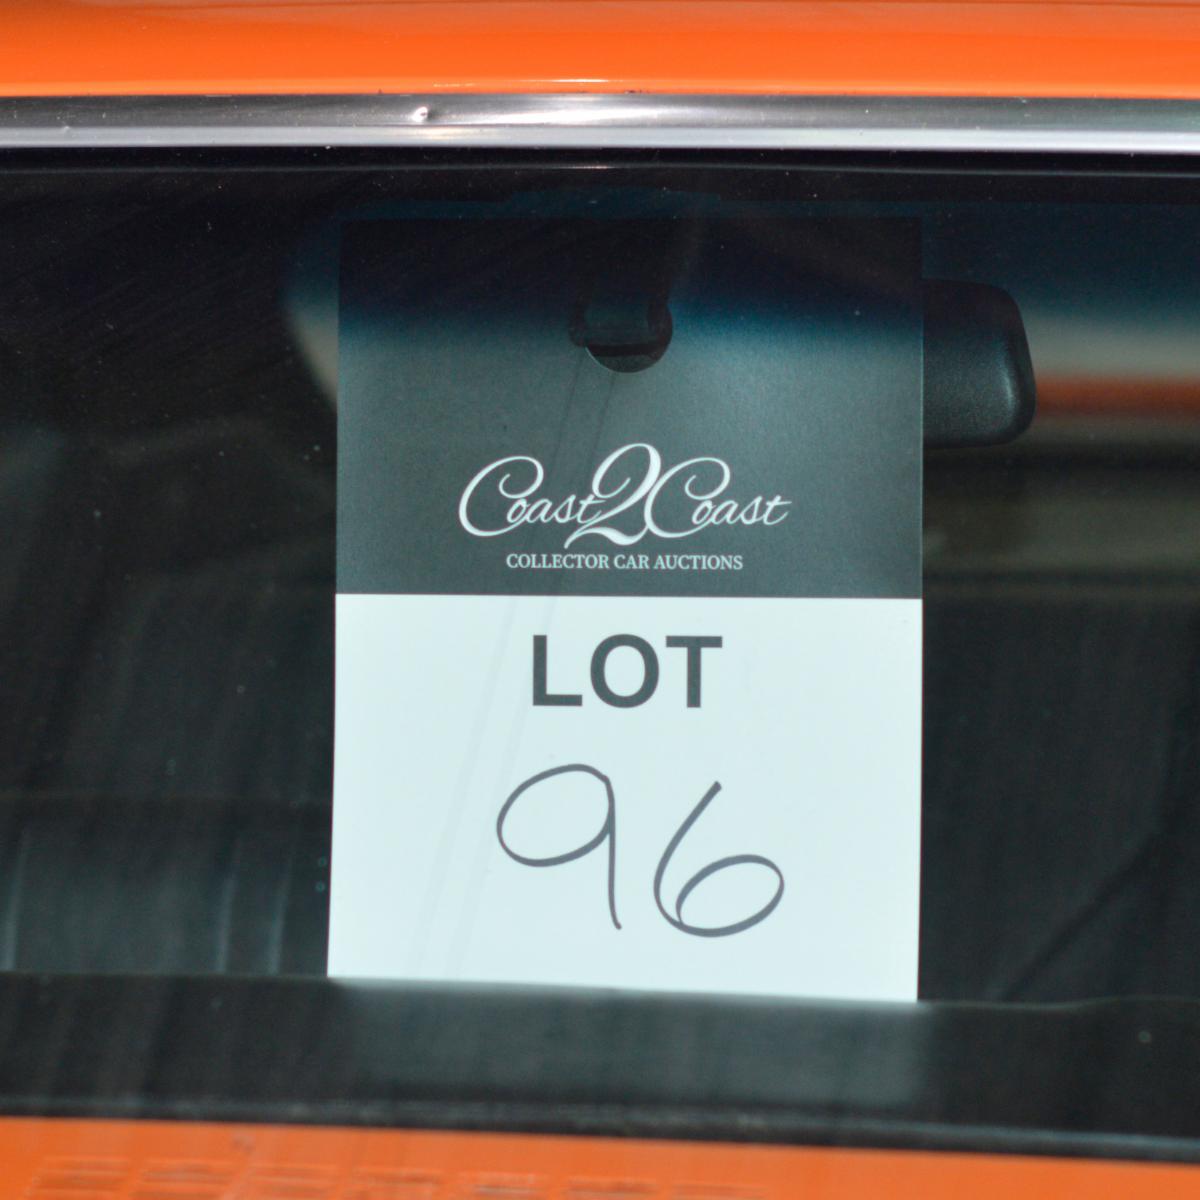 Coast2Coast
COLLECTOR CAR AUCTIONS
LOT
96